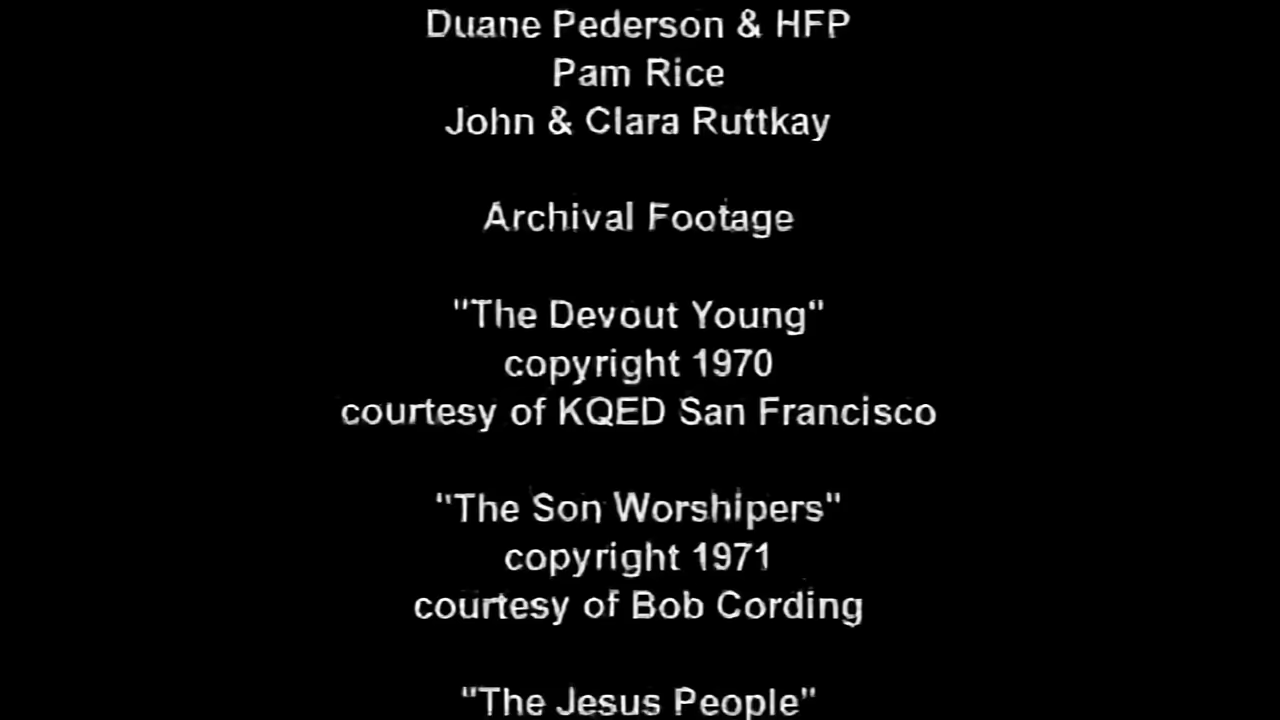 Duane Pederson & HFP
Pam Rice
John & Clara Ruttkay
Archival Footage
"The Devout Young"
copyright 1970
courtesy of KQED San Francisco
"The Son Worshipers"
copyright 1971
courtesy of Bob Cording
"The Jesus People"